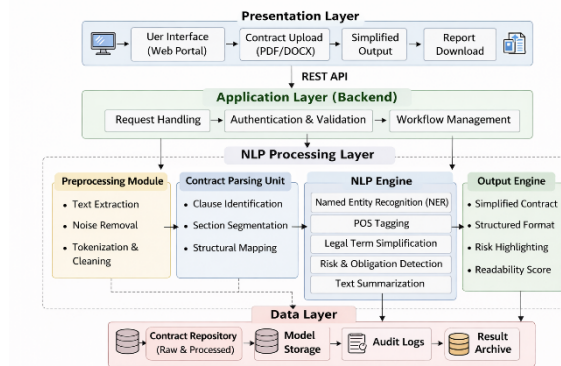 Presentation Layer
Uer Interface
(Web Portal)
Contract Upload
(PDF/DOCX)
Simplified
Output
Report
Download
REST API
Application Layer (Backend)
Request Handling
Authentication & Validation
Workflow Management
NLP Processing Layer
Preprocessing Module
• Text Extraction
• Noise Removal
• Tokenization &
Cleaning
Contract Parsing Unit
• Clause Identification
• Section Segmentation
• Structural Mapping
NLP Engine
Named Entity Recognition (NER)
POS Tagging
Legal Term Simplification
Risk & Obligation Detection
Text Summarization
Output Engine
• Simplified Contract
• Structured Format
• Risk Highlighting
• Readability Score
Data Layer
Contract Repository
(Raw & Processed)
Model
Storage
Audit Logs
Result
Archive